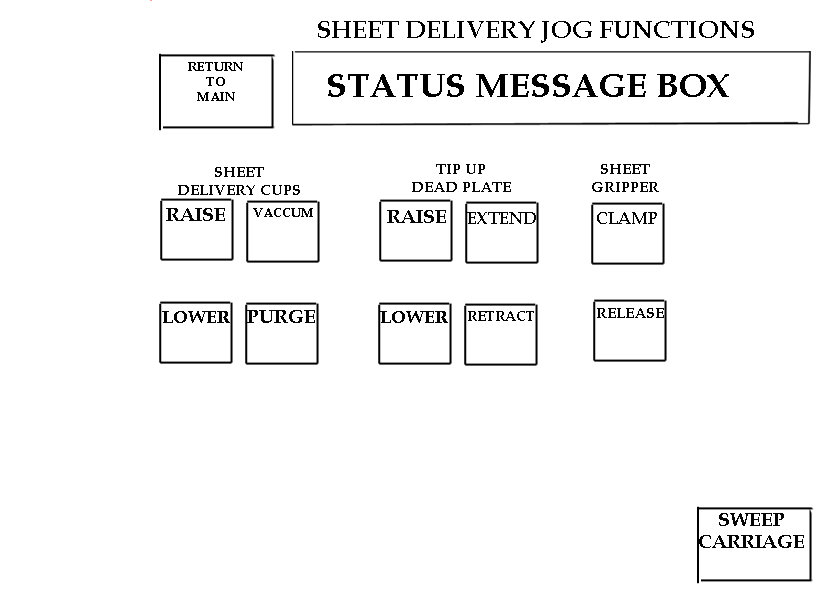 SHEET DELIVERY JOG FUNCTIONS
RETURN
TO
MAIN
STATUS MESSAGE BOX
SHEET
DELIVERY CUPS
TIP UP
DEAD PLATE
SHEET
GRIPPER
RAISE
VACCUM
RAISE
EXTEND
CLAMP
LOWER
PURGE
LOWER
RETRACT
RELEASE
SWEEP
CARRIAGE